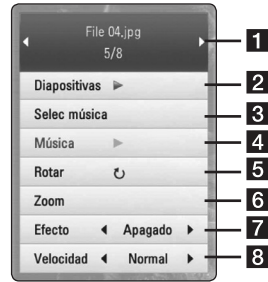 File 04.jpg
5/8
1
Diapositivas
2
Selec música
3
Música
4
Rotar
5
Zoom
6
Efecto Apagado
7
Velocidad Normal
8